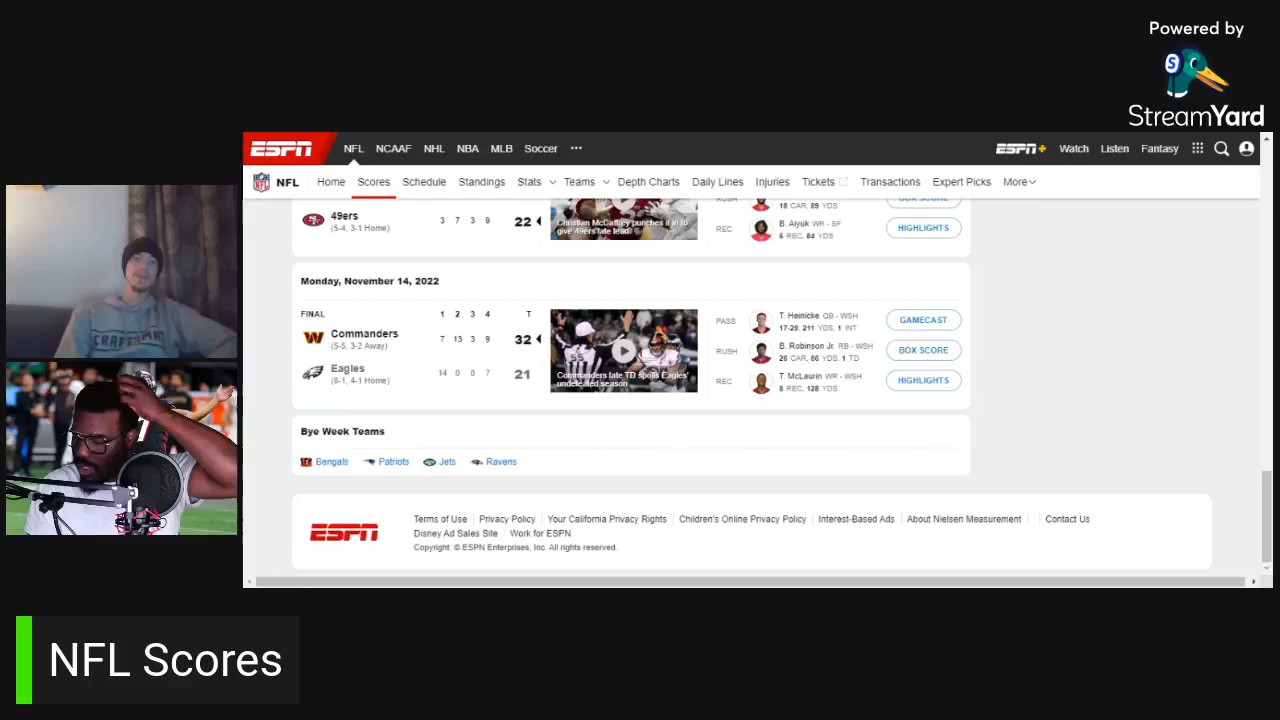 Powered by
S
StreamYard
ESPN NFL NCAAF NHL NBA MLB Soccer ••• ESPN+ Watch Listen Fantasy
NFL Home Scores Schedule Standings Stats Teams Depth Charts Daily Lines Injuries Tickets Transactions Expert Picks More
RUSH 18 CAR, 89 YDS BOX SCORE
49ers 3 7 3 9 22
(5-4, 3-1 Home)
Christian McCaffrey punches it in to
give 49ers late lead
REC B. Aiyuk WR - SF
6 REC, 84 YDS
HIGHLIGHTS
Monday, November 14, 2022
FINAL 1 2 3 4 T
Commanders 7 13 3 9 32
(5-5, 3-2 Away)
Eagles 14 0 0 7 21
(8-1, 4-1 Home)
Commanders late TD spoils Eagles'
undefeated season
PASS T. Heinicke QB - WSH
17-29, 211 YDS, 1 INT
GAMECAST
RUSH B. Robinson Jr. RB - WSH
26 CAR, 86 YDS, 1 TD
BOX SCORE
REC T. McLaurin WR - WSH
8 REC, 128 YDS
HIGHLIGHTS
Bye Week Teams
Bengals Patriots Jets Ravens
ESPN
Terms of Use Privacy Policy Your California Privacy Rights Children's Online Privacy Policy Interest-Based Ads About Nielsen Measurement Contact Us
Disney Ad Sales Site Work for ESPN
Copyright: © ESPN Enterprises, Inc. All rights reserved.
NFL Scores